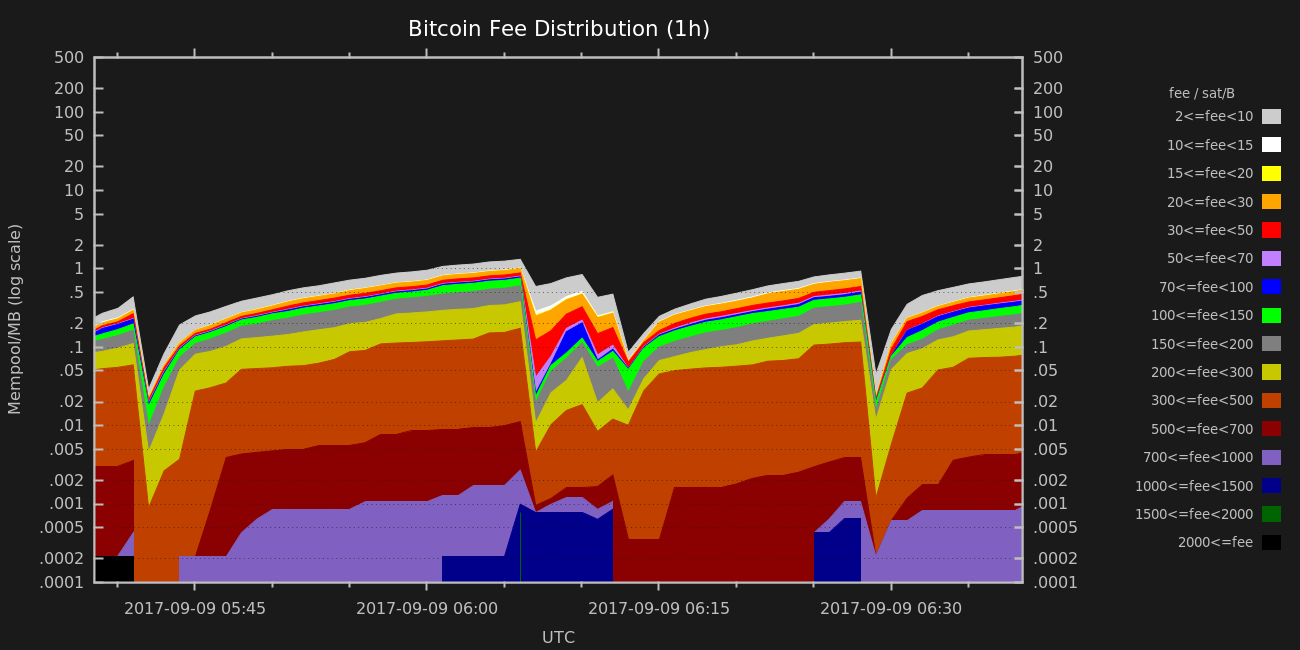 Bitcoin Fee Distribution (1h)
500
200
100
50
20
10
5
2
1
.5
.2
.1
.05
.02
.01
.005
.002
.001
.0005
.0002
.0001
Mempool/MB (log scale)
500
200
100
50
20
10
5
2
1
.5
.2
.1
.05
.02
.01
.005
.002
.001
.0005
.0002
.0001
2017-09-09 05:45
2017-09-09 06:00
2017-09-09 06:15
2017-09-09 06:30
UTC
fee / sat/B
2<=fee<10
10<=fee<15
15<=fee<20
20<=fee<30
30<=fee<50
50<=fee<70
70<=fee<100
100<=fee<150
150<=fee<200
200<=fee<300
300<=fee<500
500<=fee<700
700<=fee<1000
1000<=fee<1500
1500<=fee<2000
2000<=fee